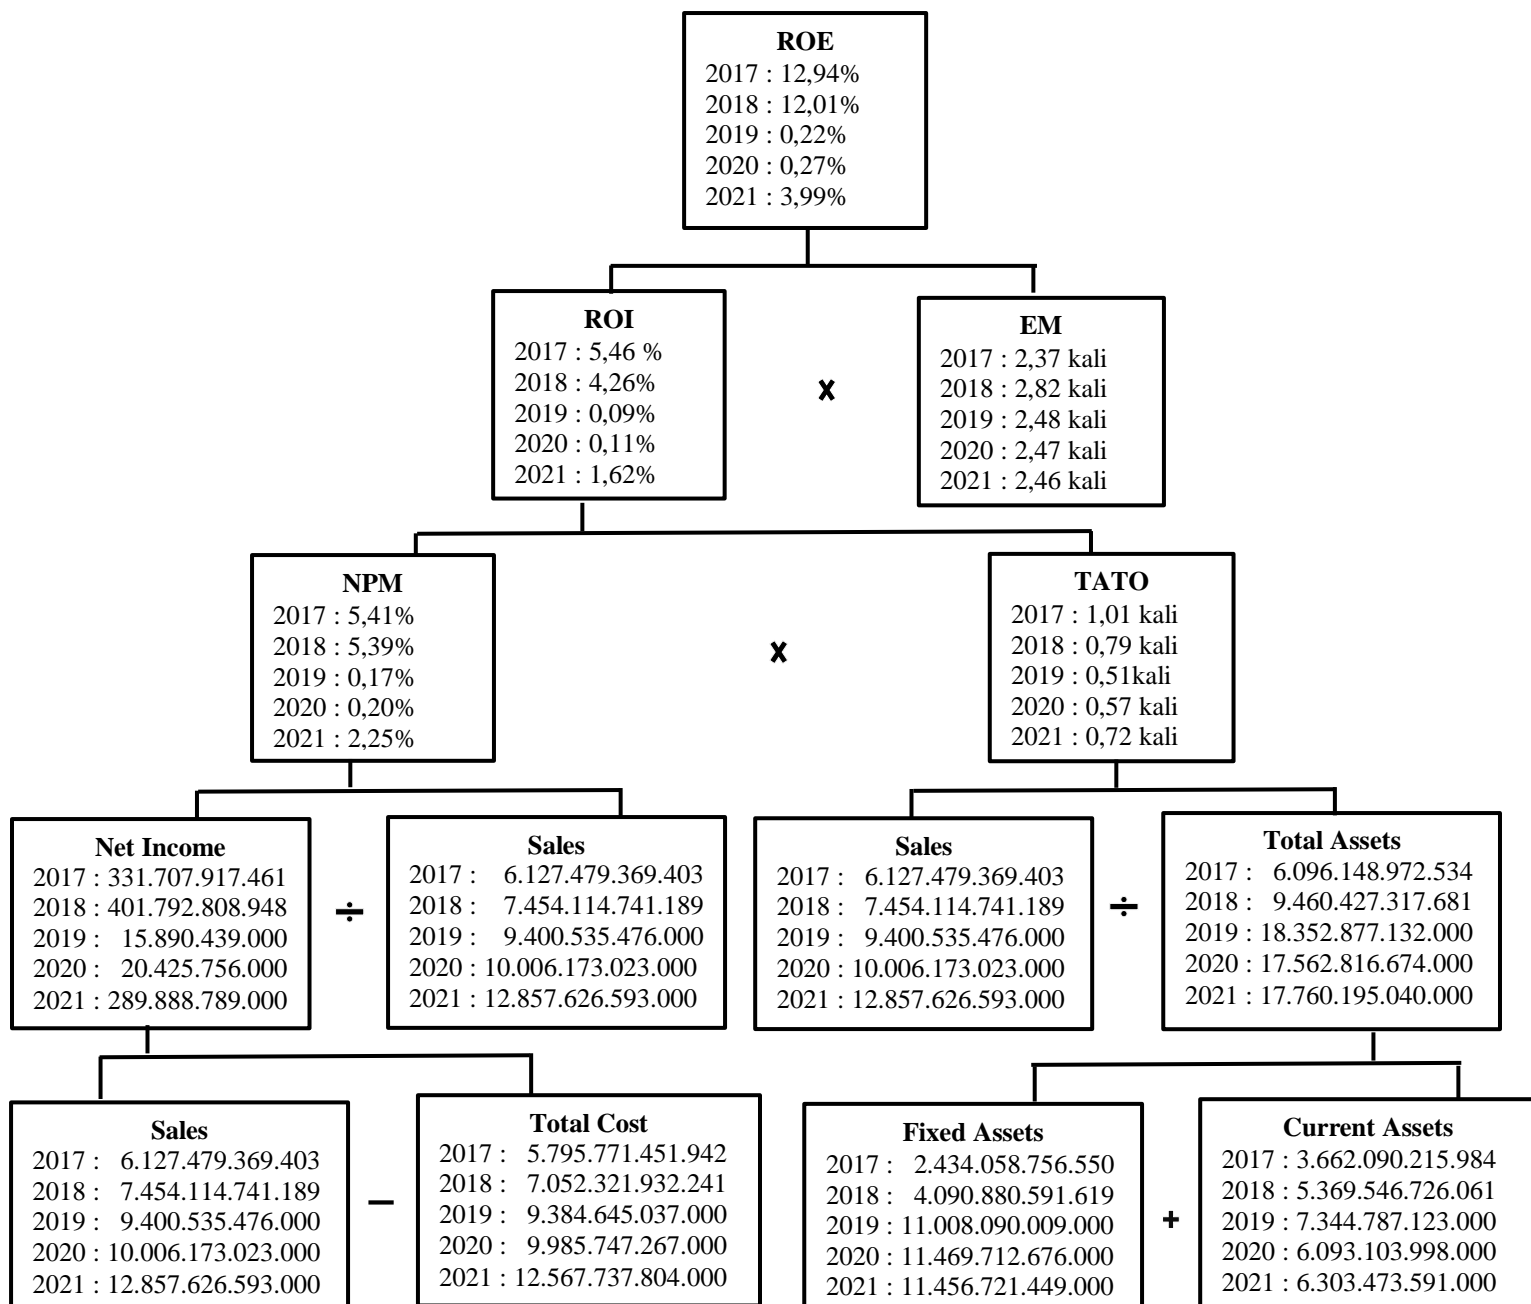 ROE
2017 : 12,94%
2018 : 12,01%
2019 : 0,22%
2020 : 0,27%
2021 : 3,99%
ROI
2017 : 5,46 %
2018 : 4,26%
2019 : 0,09%
2020 : 0,11%
2021 : 1,62%
x
EM
2017 : 2,37 kali
2018 : 2,82 kali
2019 : 2,48 kali
2020 : 2,47 kali
2021 : 2,46 kali
NPM
2017 : 5,41%
2018 : 5,39%
2019 : 0,17%
2020 : 0,20%
2021 : 2,25%
x
TATO
2017 : 1,01 kali
2018 : 0,79 kali
2019 : 0,51kali
2020 : 0,57 kali
2021 : 0,72 kali
Net Income
2017 : 331.707.917.461
2018 : 401.792.808.948
2019 : 15.890.439.000
2020 : 20.425.756.000
2021 : 289.888.789.000
÷
Sales
2017 : 6.127.479.369.403
2018 : 7.454.114.741.189
2019 : 9.400.535.476.000
2020 : 10.006.173.023.000
2021 : 12.857.626.593.000
Sales
2017 : 6.127.479.369.403
2018 : 7.454.114.741.189
2019 : 9.400.535.476.000
2020 : 10.006.173.023.000
2021 : 12.857.626.593.000
÷
Total Assets
2017 : 6.096.148.972.534
2018 : 9.460.427.317.681
2019 : 18.352.877.132.000
2020 : 17.562.816.674.000
2021 : 17.760.195.040.000
Sales
2017 : 6.127.479.369.403
2018 : 7.454.114.741.189
2019 : 9.400.535.476.000
2020 : 10.006.173.023.000
2021 : 12.857.626.593.000
–
Total Cost
2017 : 5.795.771.451.942
2018 : 7.052.321.932.241
2019 : 9.384.645.037.000
2020 : 9.985.747.267.000
2021 : 12.567.737.804.000
Fixed Assets
2017 : 2.434.058.756.550
2018 : 4.090.880.591.619
2019 : 11.008.090.009.000
2020 : 11.469.712.676.000
2021 : 11.456.721.449.000
+
Current Assets
2017 : 3.662.090.215.984
2018 : 5.369.546.726.061
2019 : 7.344.787.123.000
2020 : 6.093.103.998.000
2021 : 6.303.473.591.000